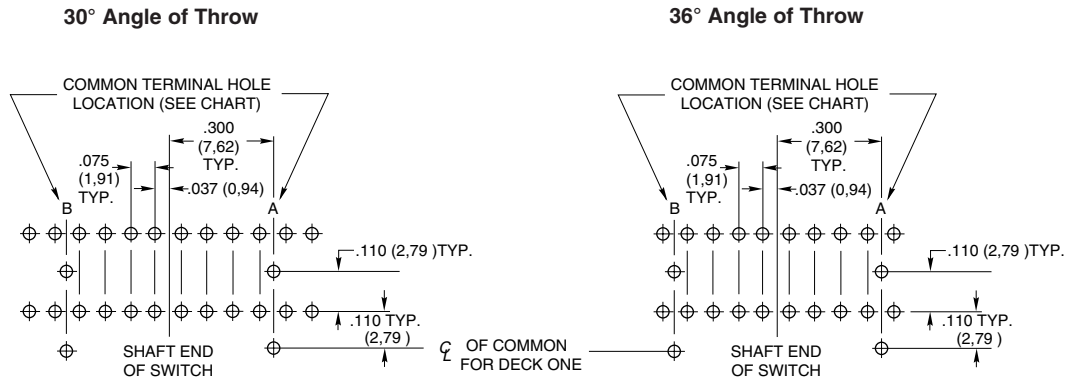 30° Angle of Throw
COMMON TERMINAL HOLE
LOCATION (SEE CHART)
.300
(7,62)
TYP.
.075
(1,91)
TYP.
.037 (0,94)
B
A
.110 (2,79 )TYP.
.110 TYP.
(2,79 )
SHAFT END
OF SWITCH
℄ OF COMMON
FOR DECK ONE
36° Angle of Throw
COMMON TERMINAL HOLE
LOCATION (SEE CHART)
.300
(7,62)
TYP.
.075
(1,91)
TYP.
.037 (0,94)
B
A
.110 (2,79 )TYP.
.110 TYP.
(2,79 )
SHAFT END
OF SWITCH